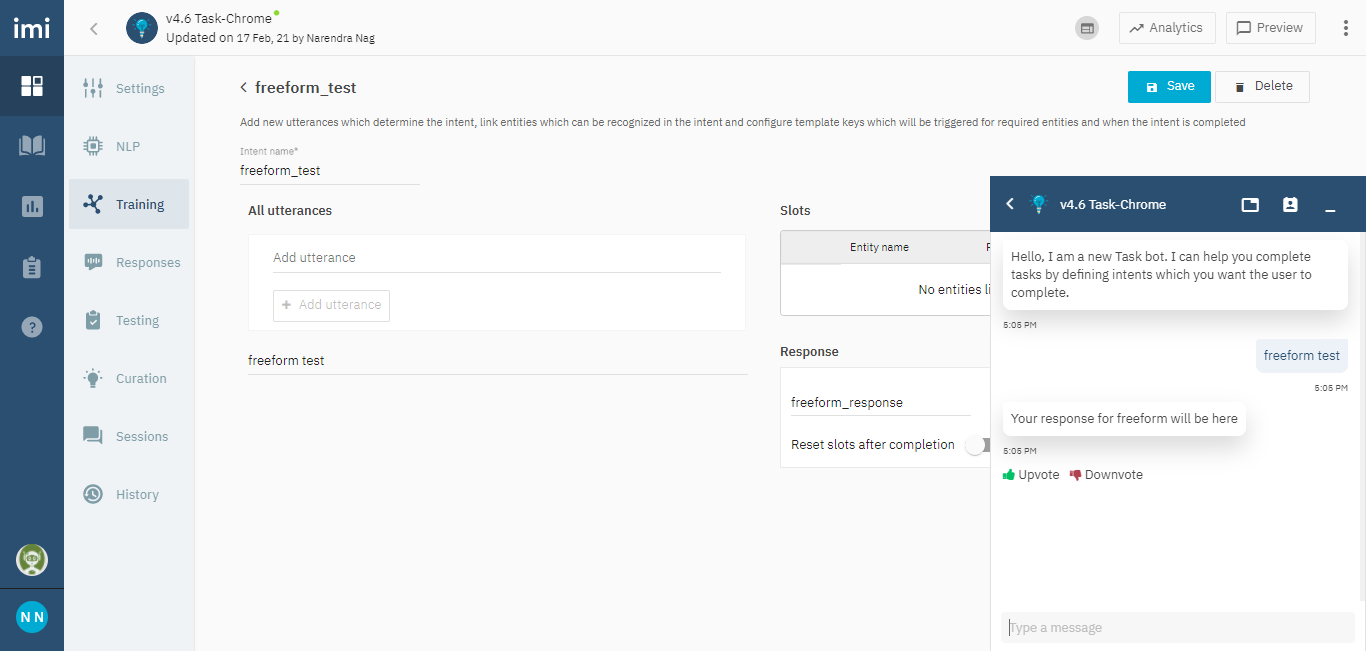 imi
v4.6 Task-Chrome
Updated on 17 Feb, 21 by Narendra Nag
Analytics
Preview
Settings
NLP
Training
Responses
Testing
Curation
Sessions
History
N N
freeform_test
Save
Delete
Add new utterances which determine the intent, link entities which can be recognized in the intent and configure template keys which will be triggered for required entities and when the intent is completed
Intent name*
freeform_test
All utterances
Add utterance
+ Add utterance
freeform test
Slots
Entity name
No entities li
Response
freeform_response
Reset slots after completion
v4.6 Task-Chrome
Hello, I am a new Task bot. I can help you complete
tasks by defining intents which you want the user to
complete.
5:05 PM
freeform test
5:05 PM
Your response for freeform will be here
5:05 PM
Upvote Downvote
Type a message